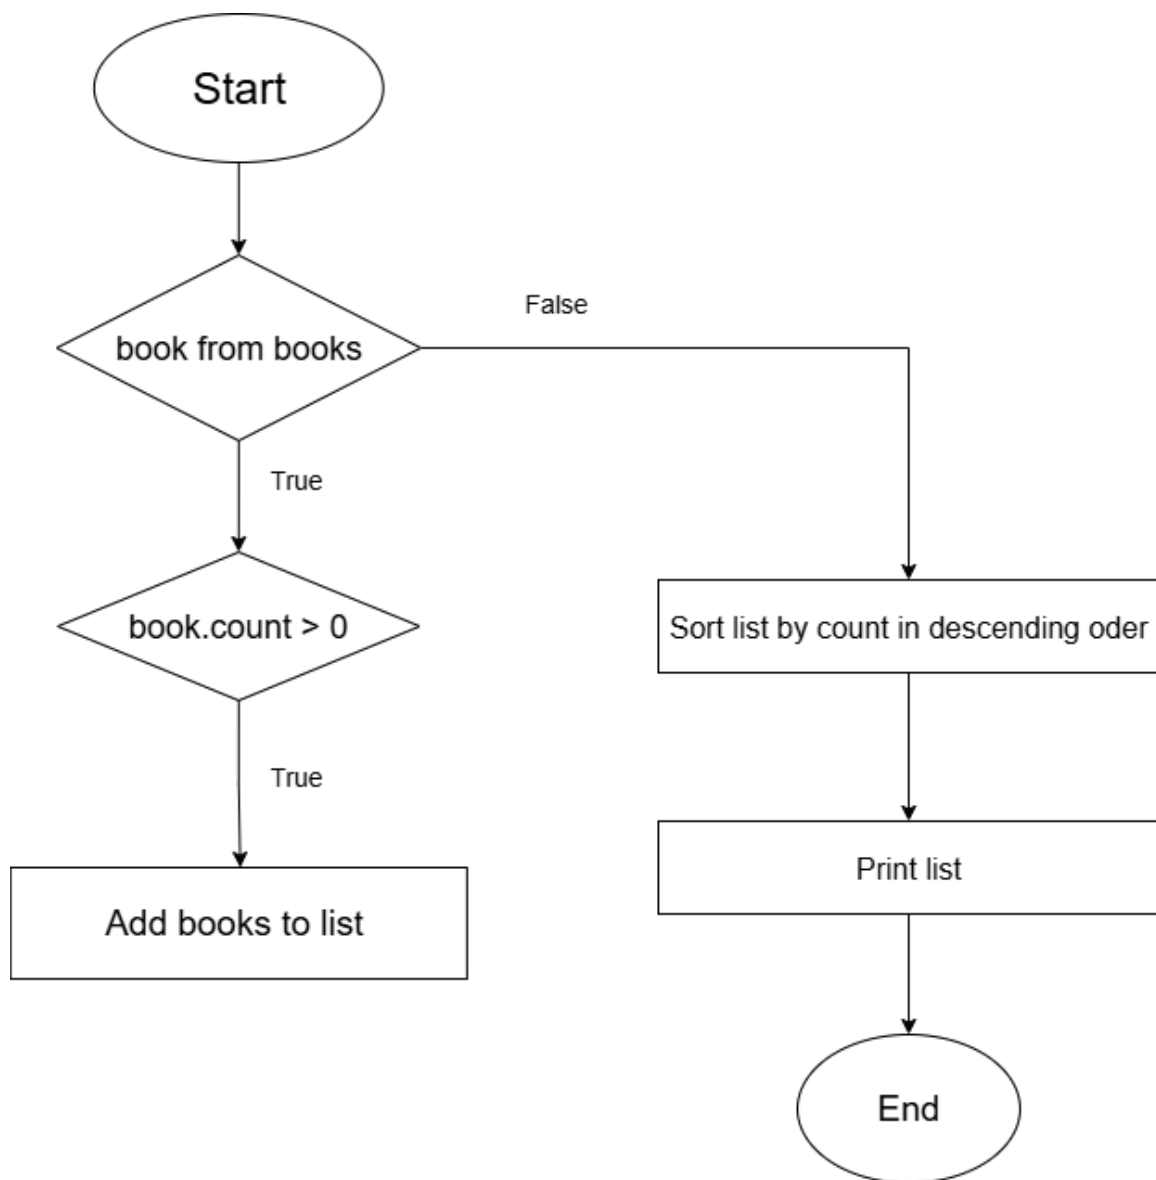 Start
book from books
False
True
book.count > 0
True
Add books to list
Sort list by count in descending oder
Print list
End